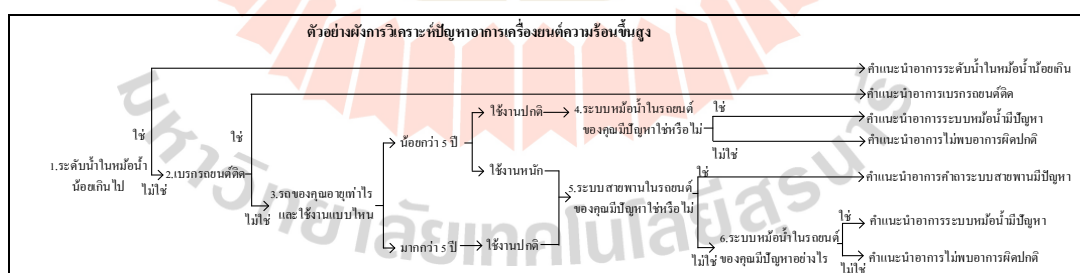 ตัวอย่างผังการวิเคราะห์ปัญหาอาการเครื่องยนต์ความร้อนขึ้นสูง
คำแนะนำอาการระดับน้ำในหม้อน้ำน้อยเกิน
คำแนะนำอาการเบรกรถยนต์ติด
ใช่
1.ระดับน้ำในหม้อน้ำ
น้อยเกินไป
ไม่ใช่
ใช่
2.เบรกรถยนต์ติด
ไม่ใช่
3.รถของคุณอายุเท่าไร
และใช้งานแบบไหน
น้อยกว่า 5 ปี
ใช้งานปกติ
4.ระบบหม้อน้ำในรถยนต์
ของคุณมีปัญหาใช่หรือไม่
ใช่
คำแนะนำอาการระบบหม้อน้ำมีปัญหา
ไม่ใช่
คำแนะนำอาการไม่พบอาการผิดปกติ
ใช้งานหนัก
มากกว่า 5 ปี
ใช้งานปกติ
5.ระบบสายพานในรถยนต์
ของคุณมีปัญหาใช่หรือไม่
ใช่
คำแนะนำอาการคำถาระบบสายพานมีปัญหา
ไม่ใช่
6.ระบบหม้อน้ำในรถยนต์
ของคุณมีปัญหาอย่างไร
ใช่
คำแนะนำอาการระบบหม้อน้ำมีปัญหา
ไม่ใช่
คำแนะนำอาการไม่พบอาการผิดปกติ
มหาวิทยาลัยเทคโนโลยีสุรนารี